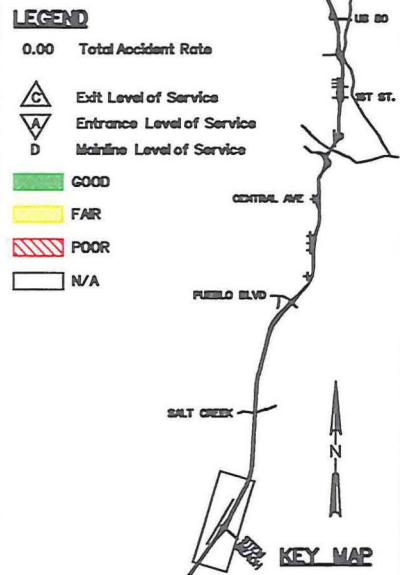 LEGEND
0.00 Total Accident Rate
C Exit Level of Service
A Entrance Level of Service
D Mainline Level of Service
GOOD
FAIR
POOR
N/A
US 50
1ST ST.
CENTRAL AVE
PUEBLO BLVD
SALT CREEK
N
KEY MAP